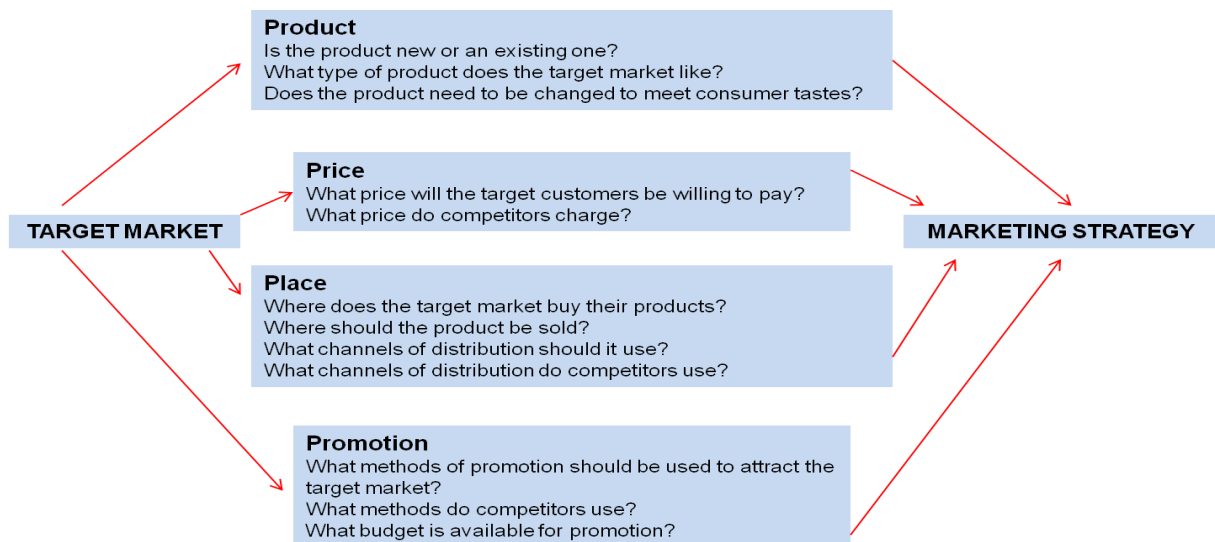 Product
Is the product new or an existing one?
What type of product does the target market like?
Does the product need to be changed to meet consumer tastes?
Price
What price will the target customers be willing to pay?
What price do competitors charge?
TARGET MARKET
MARKETING STRATEGY
Place
Where does the target market buy their products?
Where should the product be sold?
What channels of distribution should it use?
What channels of distribution do competitors use?
Promotion
What methods of promotion should be used to attract the
target market?
What methods do competitors use?
What budget is available for promotion?